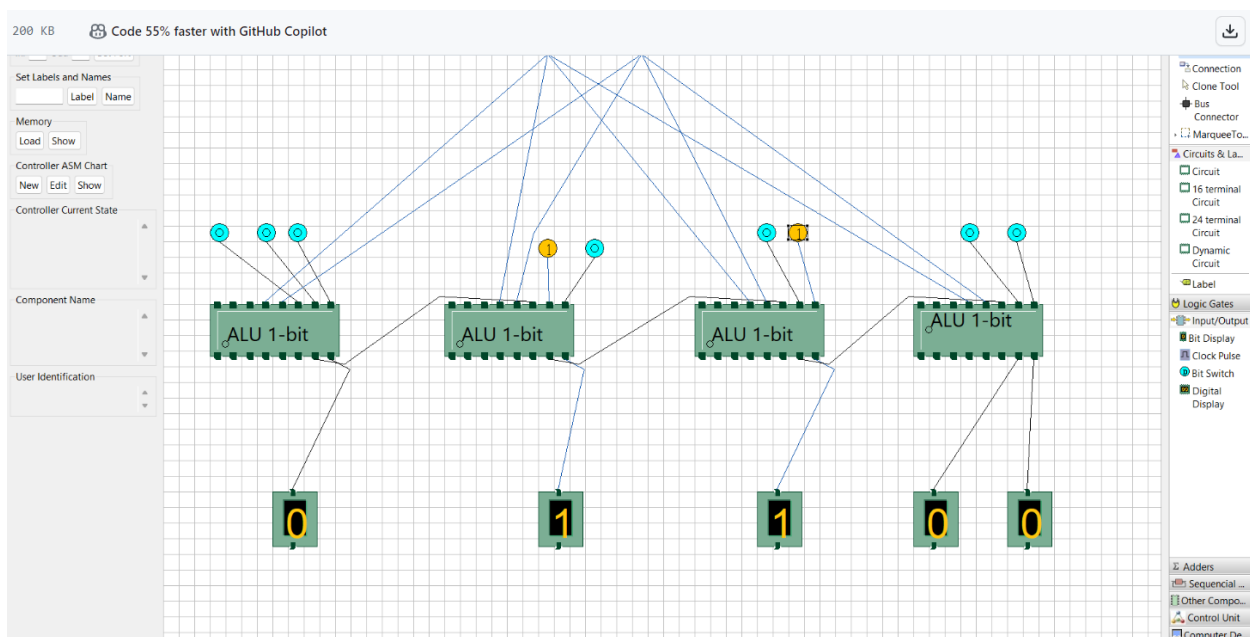 200 KB Code 55% faster with GitHub Copilot
Set Labels and Names
Label Name
Memory
Load Show
Controller ASM Chart
New Edit Show
Controller Current State
Component Name
User Identification
1
1
ALU 1-bit ALU 1-bit ALU 1-bit ALU 1-bit
0 1 1 0 0
Connection
Clone Tool
Bus
Connector
MarqueeTo...
Circuits & La...
Circuit
16 terminal
Circuit
24 terminal
Circuit
Dynamic
Circuit
Label
Logic Gates
Input/Output
Bit Display
Clock Pulse
Bit Switch
Digital
Display
Σ Adders
Sequential ...
Other Compo...
Control Unit
Computer De...